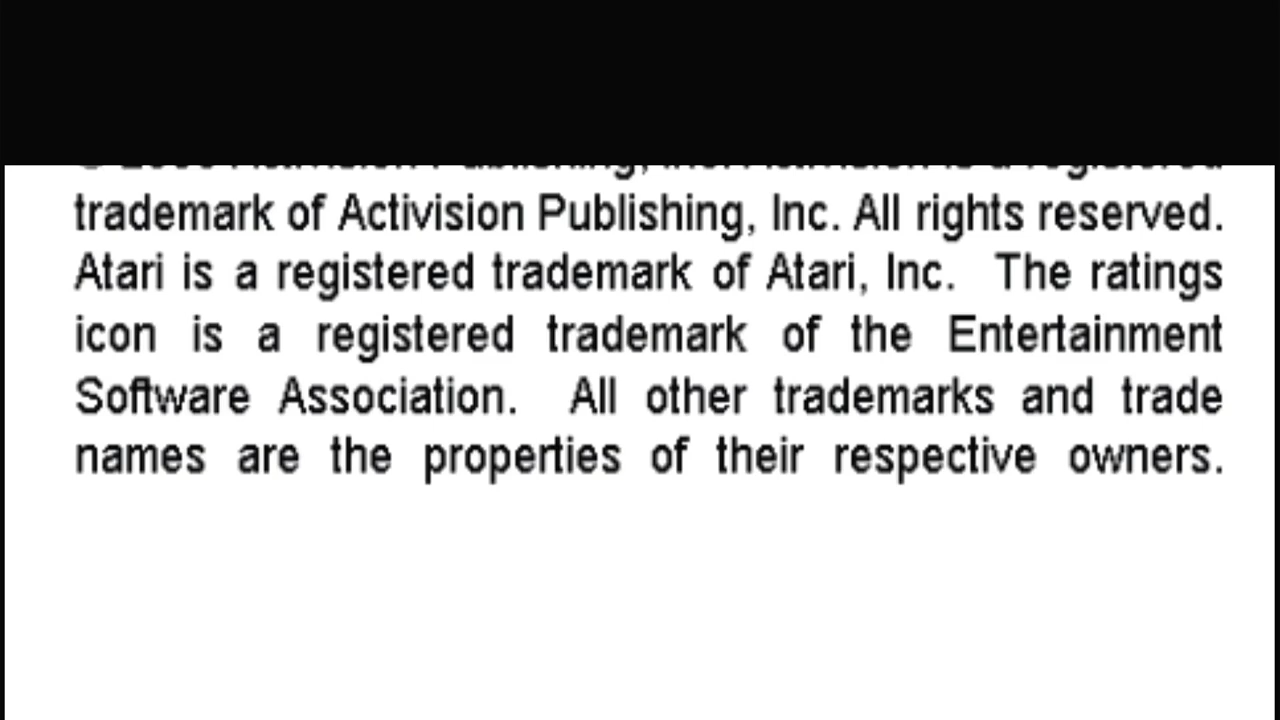 trademark of Activision Publishing, Inc. All rights reserved.
Atari is a registered trademark of Atari, Inc. The ratings
icon is a registered trademark of the Entertainment
Software Association. All other trademarks and trade
names are the properties of their respective owners.